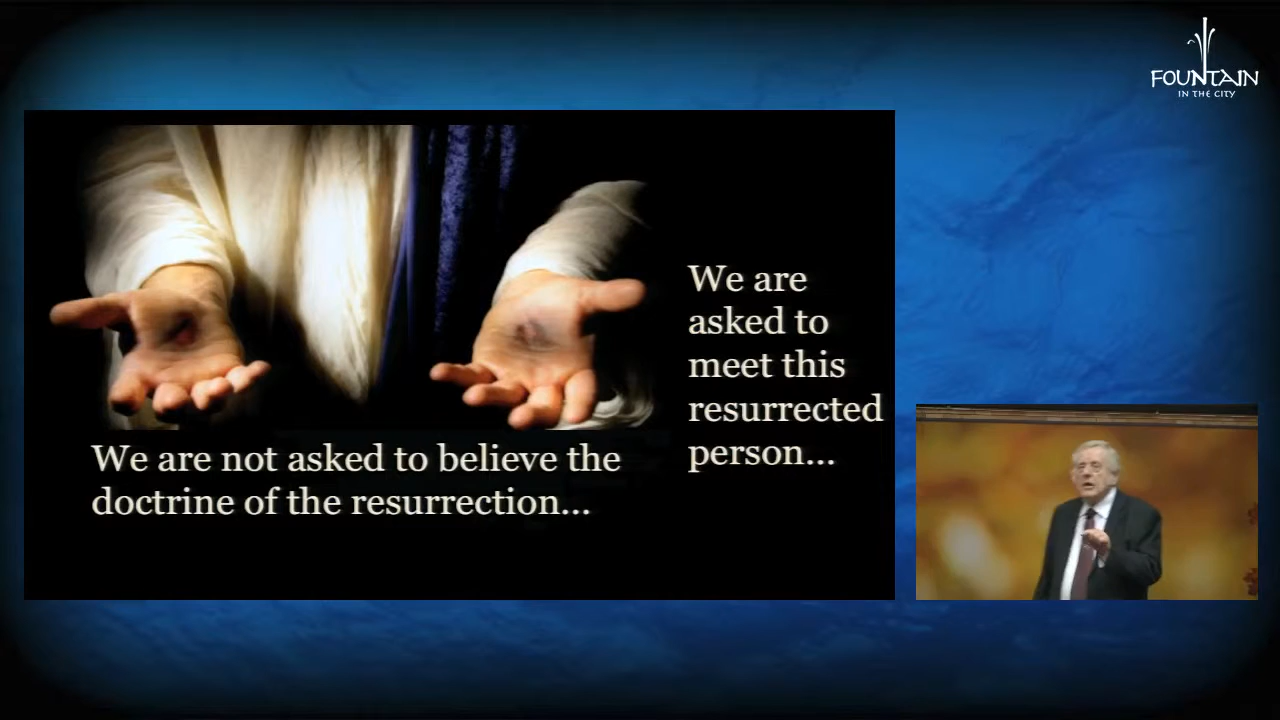 FOUNTAIN
IN THE CITY
We are not asked to believe the
doctrine of the resurrection...
We are
asked to
meet this
resurrected
person...